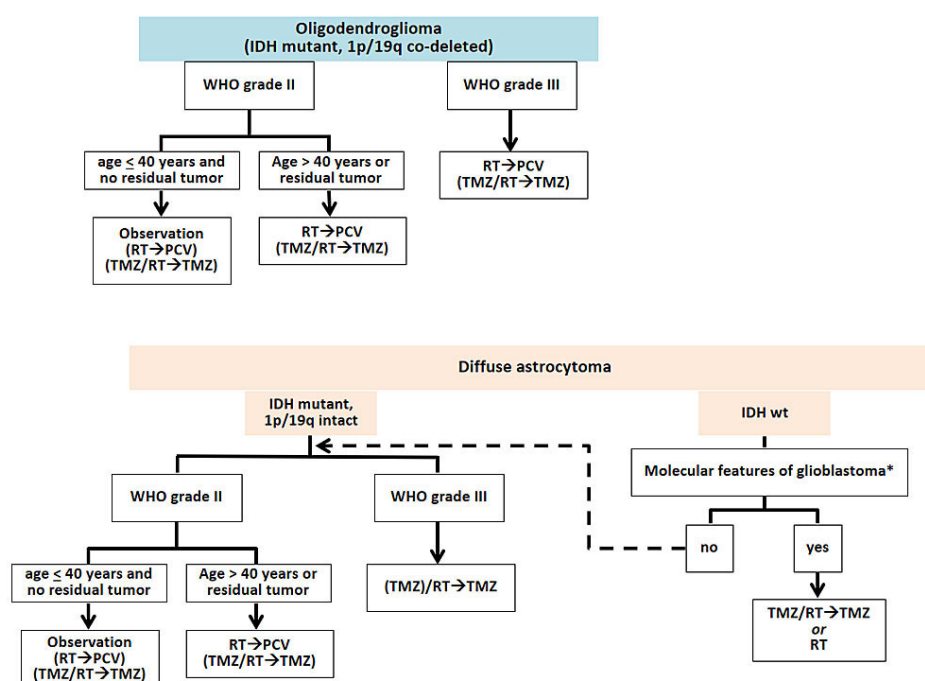 Oligodendroglioma
(IDH mutant, 1p/19q co-deleted)
WHO grade II
WHO grade III
age ≤ 40 years and
no residual tumor
Age > 40 years or
residual tumor
RT→PCV
(TMZ/RT→TMZ)
Observation
(RT→PCV)
(TMZ/RT→TMZ)
RT→PCV
(TMZ/RT→TMZ)
Diffuse astrocytoma
IDH mutant,
1p/19q intact
IDH wt
Molecular features of glioblastoma*
WHO grade II
WHO grade III
no
yes
age ≤ 40 years and
no residual tumor
Age > 40 years or
residual tumor
(TMZ)/RT→TMZ
TMZ/RT→TMZ
or
RT
Observation
(RT→PCV)
(TMZ/RT→TMZ)
RT→PCV
(TMZ/RT→TMZ)